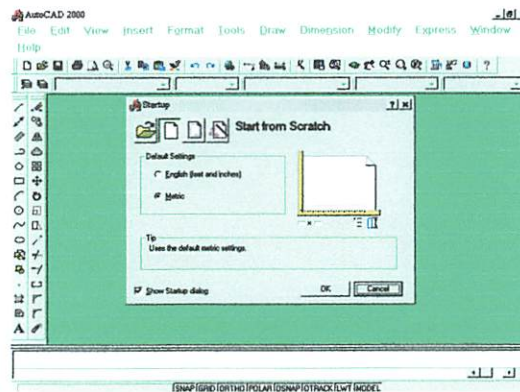 AutoCAD 2000
File Edit View Insert Format Tools Draw Dimension Modify Express Window
Help
Startup
Start from Scratch
Default Settings
English (feet and inches)
Metric
Tip
Uses the default metric settings.
Show Startup dialog
OK Cancel
SNAP GRID ORTHO POLAR OSNAP OTRACK LWT MODEL